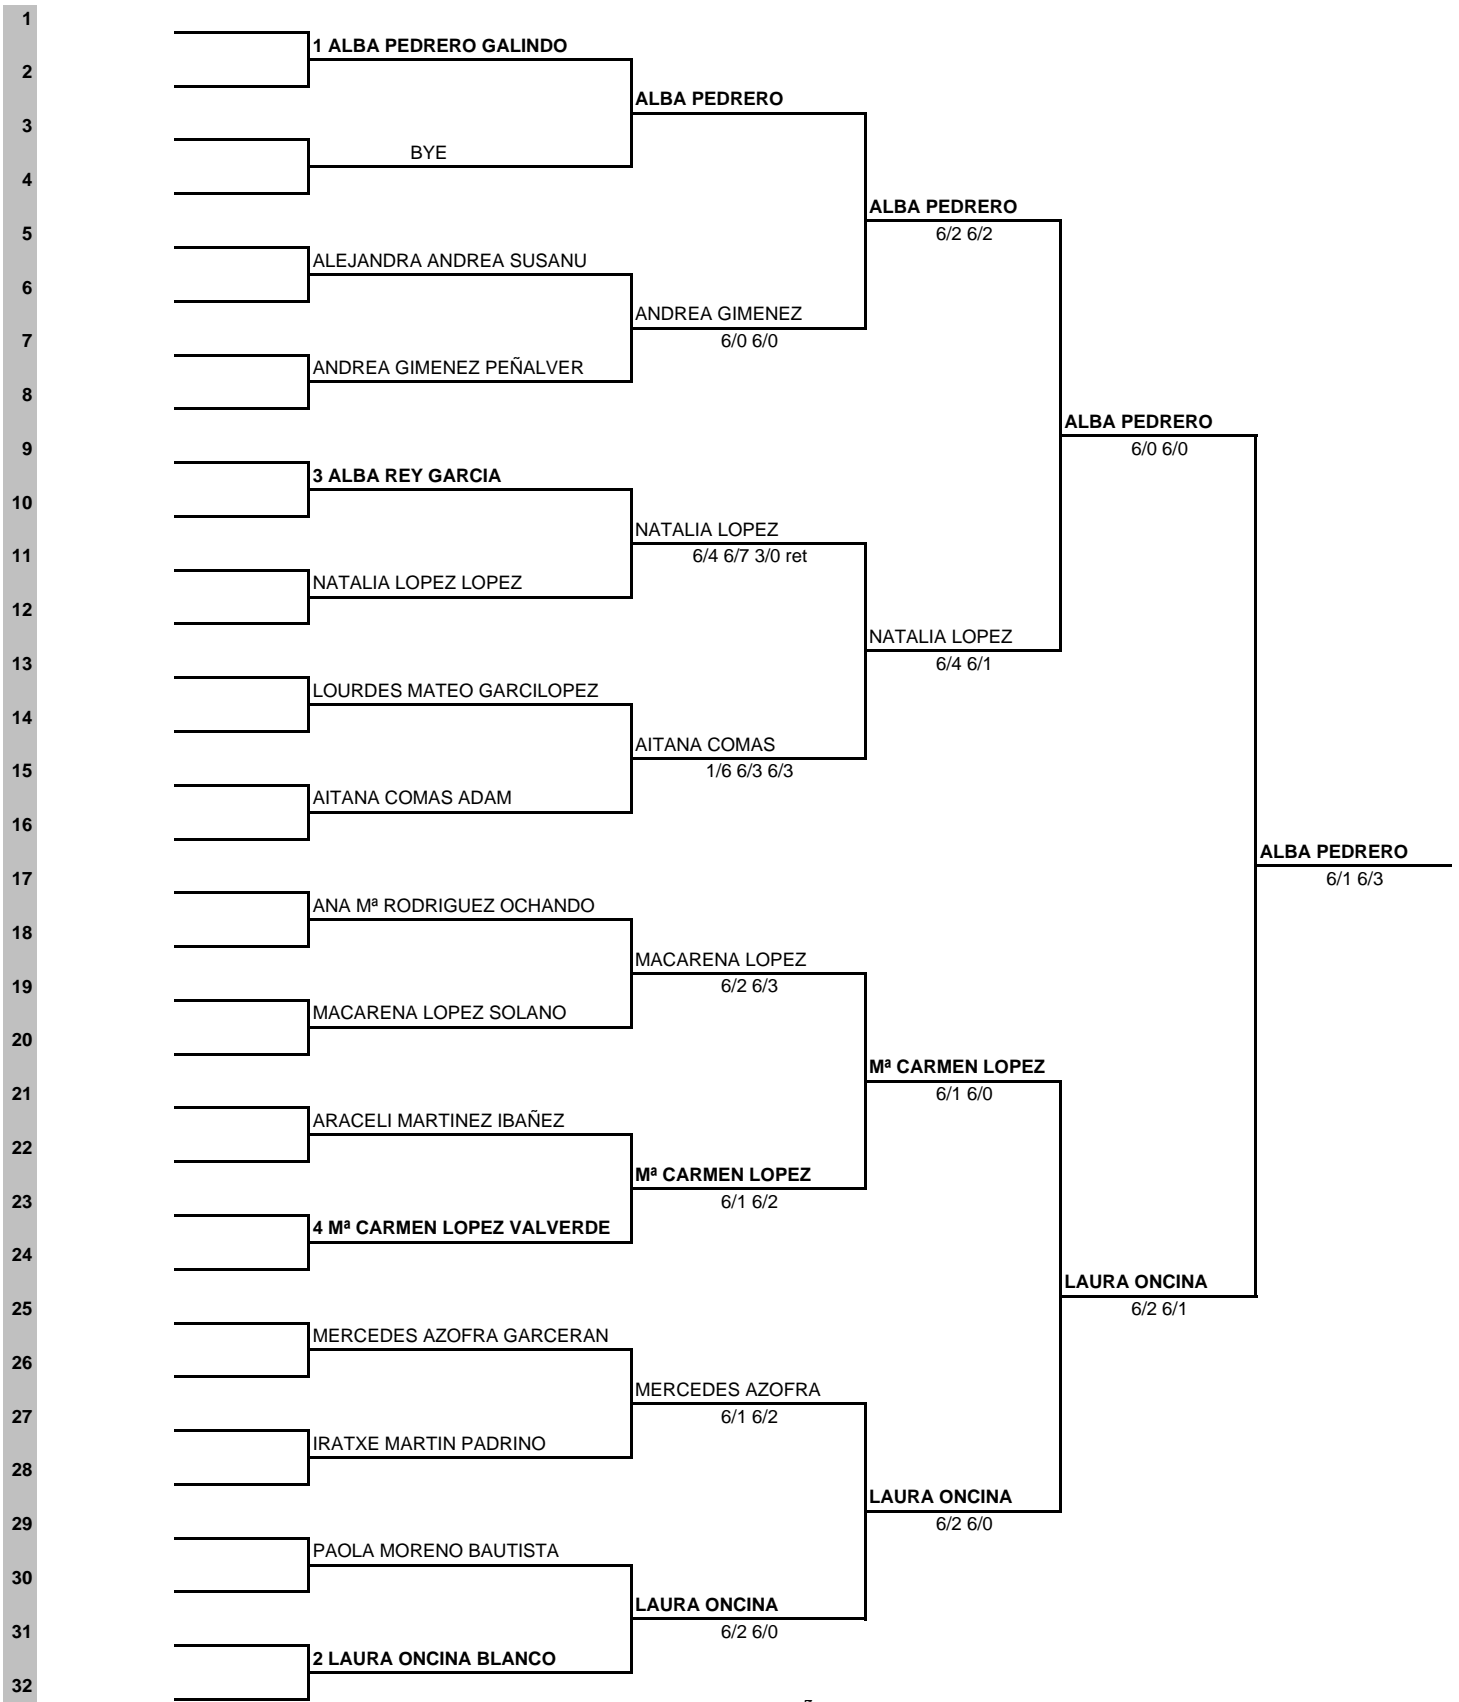 1
1 ALBA PEDRERO GALINDO
2
ALBA PEDRERO
3
BYE
4
ALBA PEDRERO
5
6/2 6/2
ALEJANDRA ANDREA SUSANU
6
ANDREA GIMENEZ
7
6/0 6/0
ANDREA GIMENEZ PEÑALVER
8
ALBA PEDRERO
9
6/0 6/0
3 ALBA REY GARCIA
10
NATALIA LOPEZ
11
6/4 6/7 3/0 ret
NATALIA LOPEZ LOPEZ
12
NATALIA LOPEZ
13
6/4 6/1
LOURDES MATEO GARCILOPEZ
14
AITANA COMAS
15
1/6 6/3 6/3
AITANA COMAS ADAM
16
ALBA PEDRERO
17
6/1 6/3
ANA Mª RODRIGUEZ OCHANDO
18
MACARENA LOPEZ
19
6/2 6/3
MACARENA LOPEZ SOLANO
20
Mª CARMEN LOPEZ
21
6/1 6/0
ARACELI MARTINEZ IBAÑEZ
22
Mª CARMEN LOPEZ
23
6/1 6/2
4 Mª CARMEN LOPEZ VALVERDE
24
LAURA ONCINA
25
6/2 6/1
MERCEDES AZOFRA GARCERAN
26
MERCEDES AZOFRA
27
6/1 6/2
IRATXE MARTIN PADRINO
28
LAURA ONCINA
29
6/2 6/0
PAOLA MORENO BAUTISTA
30
LAURA ONCINA
31
6/2 6/0
2 LAURA ONCINA BLANCO
32